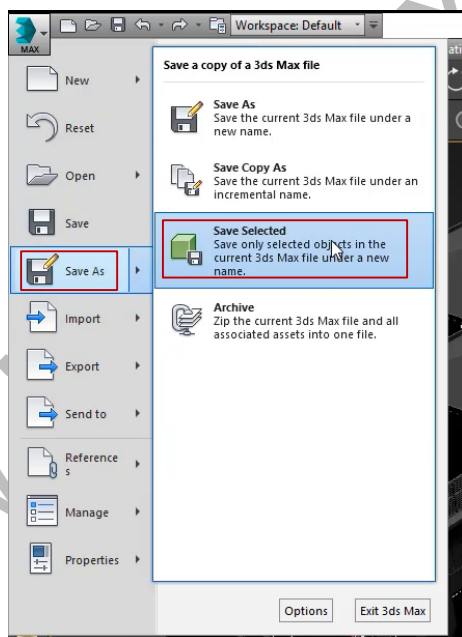 Workspace: Default
MAX
New
Reset
Open
Save
Save As
Import
Export
Send to
Reference
s
Manage
Properties
Save a copy of a 3ds Max file
Save As
Save the current 3ds Max file under a
new name.
Save Copy As
Save the current 3ds Max file under an
incremental name.
Save Selected
Save only selected objects in the
current 3ds Max file under a new
name.
Archive
Zip the current 3ds Max file and all
associated assets into one file.
Options
Exit 3ds Max